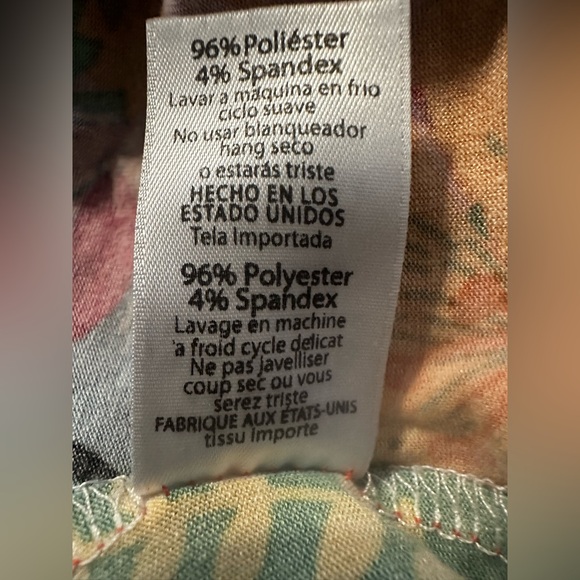 96% Poliéster
4% Spandex
Lavar a maquina en frio
ciclo suave
No usar blanqueador
hang seco
o estarás triste
HECHO EN LOS
ESTADO UNIDOS
Tela Importada
96% Polyester
4% Spandex
Lavage en machine
'a froid cycle delicat
Ne pas javelliser
coup sec ou vous
serez triste
FABRIQUE AUX ÉTATS-UNIS
tissu importe